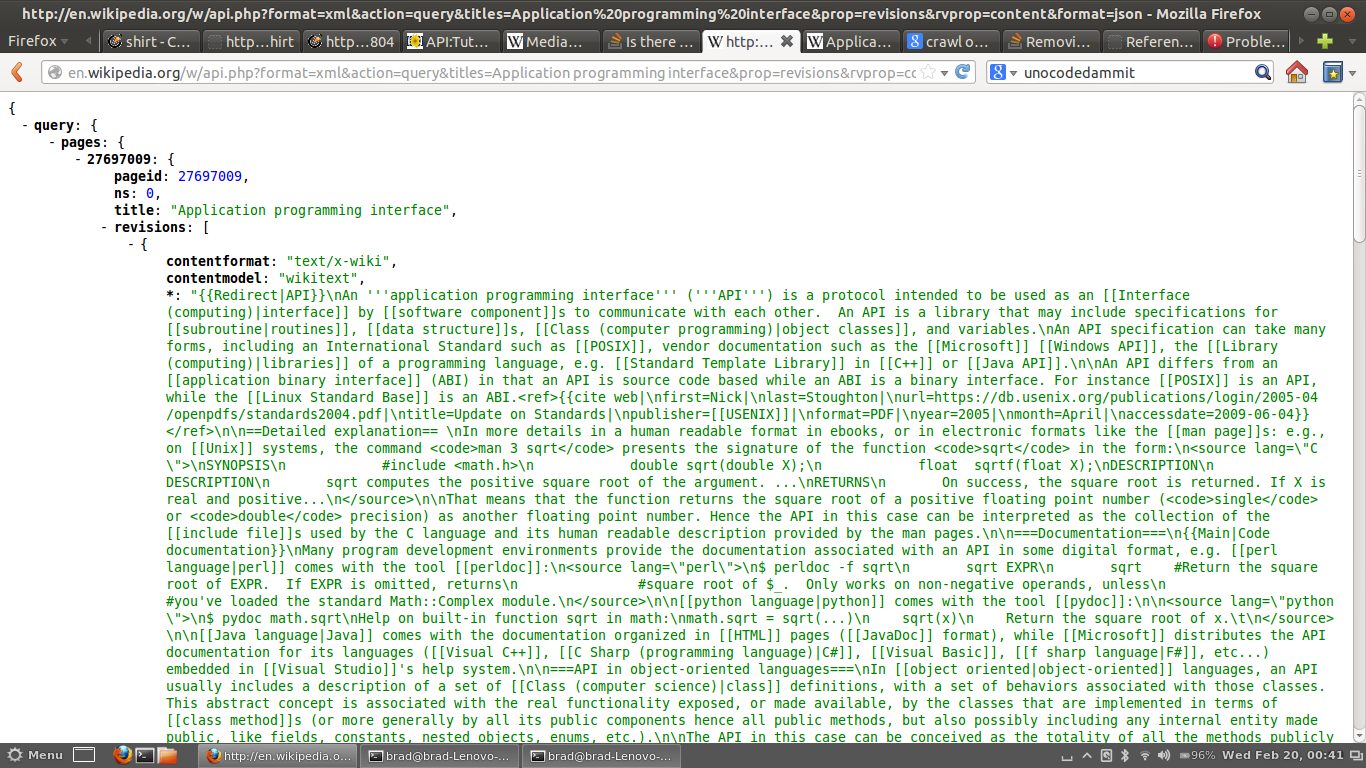 http://en.wikipedia.org/w/api.php?format=xml&action=query&titles=Application%20programming%20interface&prop=revisions&rvprop=content&format=json - Mozilla Firefox
Firefox shirt - C... http...hirt http...804 API:Tut... Media... Is there ... http:... Applica... crawl o... Removi... Referen... Proble...
en.wikipedia.org/w/api.php?format=xml&action=query&titles=Application programming interface&prop=revisions&rvprop=cc unocodedammit
{
- query: {
- pages: {
- 27697009: {
pageid: 27697009,
ns: 0,
title: "Application programming interface",
- revisions: [
- {
contentformat: "text/x-wiki",
contentmodel: "wikitext",
*: "{{Redirect|API}}\nAn '''application programming interface''' ('''API''') is a protocol intended to be used as an [[Interface
(computing)|interface]] by [[software component]]s to communicate with each other.  An API is a library that may include specifications for
[[subroutine|routines]], [[data structure]]s, [[Class (computer programming)|object classes]], and variables.\nAn API specification can take many
forms, including an International Standard such as [[POSIX]], vendor documentation such as the [[Microsoft]] [[Windows API]], the [[Library
(computing)|libraries]] of a programming language, e.g. [[Standard Template Library]] in [[C++]] or [[Java API]].\n\nAn API differs from an
[[application binary interface]] (ABI) in that an API is source code based while an ABI is a binary interface. For instance [[POSIX]] is an API,
while the [[Linux Standard Base]] is an ABI.<ref>{{cite web|\nfirst=Nick|\nlast=Stoughton|\nurl=https://db.usenix.org/publications/login/2005-04
/openpdfs/standards2004.pdf|\ntitle=Update on Standards|\npublisher=[[USENIX]]|\nformat=PDF|\nyear=2005|\nmonth=April|\naccessdate=2009-06-04}}
</ref>\n\n==Detailed explanation== \nIn more details in a human readable format in ebooks, or in electronic formats like the [[man page]]s: e.g.,
on [[Unix]] systems, the command <code>man 3 sqrt</code> presents the signature of the function <code>sqrt</code> in the form:\n<source lang=\"C
\">\nSYNOPSIS\n            #include <math.h>\n            double sqrt(double X);\n            float  sqrtf(float X);\nDESCRIPTION\n
DESCRIPTION\n       sqrt computes the positive square root of the argument. ...\nRETURNS\n       On success, the square root is returned. If X is
real and positive...\n</source>\n\nThat means that the function returns the square root of a positive floating point number (<code>single</code>
or <code>double</code> precision) as another floating point number. Hence the API in this case can be interpreted as the collection of the
[[include file]]s used by the C language and its human readable description provided by the man pages.\n\n===Documentation===\n{{Main|Code
documentation}}\nMany program development environments provide the documentation associated with an API in some digital format, e.g. [[perl
language|perl]] comes with the tool [[perldoc]]:\n<source lang=\"perl\">\n$ perldoc -f sqrt\n       sqrt EXPR\n       sqrt    #Return the square
root of EXPR.  If EXPR is omitted, returns\n               #square root of $_.  Only works on non-negative operands, unless\n
#you've loaded the standard Math::Complex module.\n</source>\n\n[[python language|python]] comes with the tool [[pydoc]]:\n\n<source lang=\"python
\">\n$ pydoc math.sqrt\nHelp on built-in function sqrt in math:\nmath.sqrt = sqrt(...)\n    sqrt(x)\n    Return the square root of x.\t\n</source>
\n\n[[Java language|Java]] comes with the documentation organized in [[HTML]] pages ([[JavaDoc]] format), while [[Microsoft]] distributes the API
documentation for its languages ([[Visual C++]], [[C Sharp (programming language)|C#]], [[Visual Basic]], [[f sharp language|F#]], etc...)
embedded in [[Visual Studio]]'s help system.\n\n===API in object-oriented languages===\nIn [[object oriented|object-oriented]] languages, an API
usually includes a description of a set of [[Class (computer science)|class]] definitions, with a set of behaviors associated with those classes.
This abstract concept is associated with the real functionality exposed, or made available, by the classes that are implemented in terms of
[[class method]]s (or more generally by all its public components hence all public methods, but also possibly including any internal entity made
public, like fields, constants, nested objects, enums, etc.).\n\nThe API in this case can be conceived as the totality of all the methods publicly
Menu http://en.wikipedia.o... brad@brad-Lenovo-... brad@brad-Lenovo-... 96% Wed Feb 20, 00:41